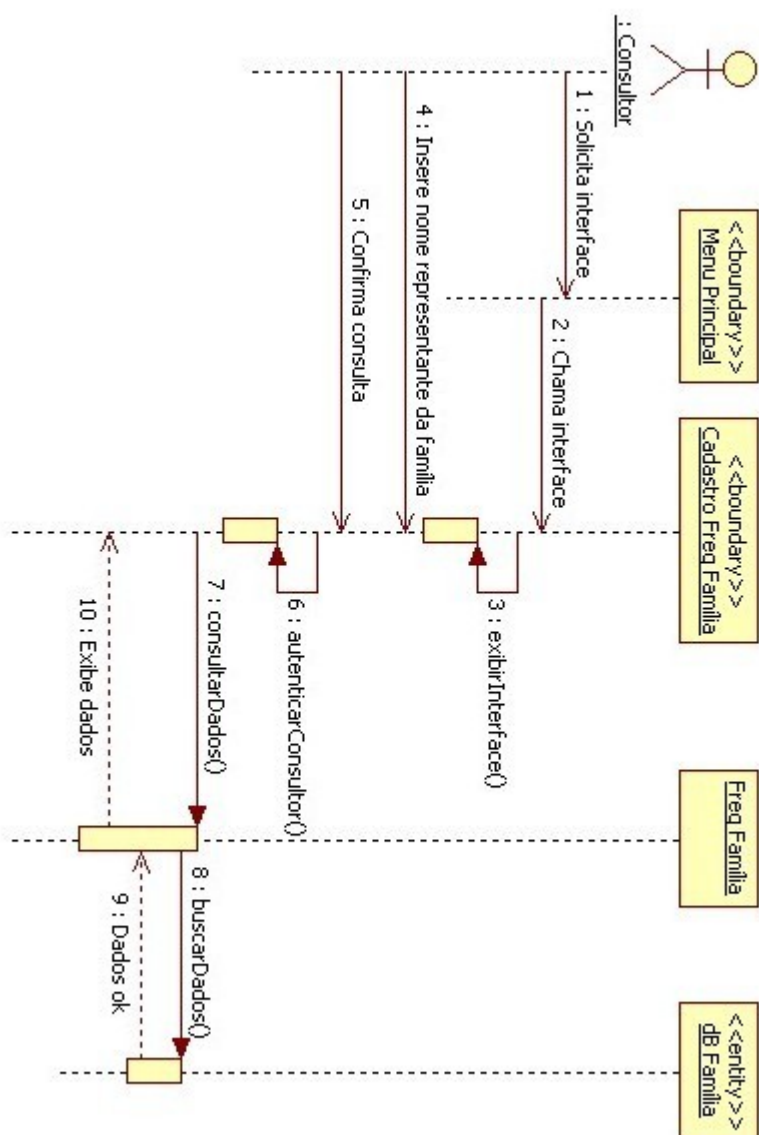 : Consultor
<<boundary>>
Menu Principal
<<boundary>>
Cadastro Freq Família
Freq Família
<<entity>>
dB Família
1 : Solicita interface
2 : Chama interface
3 : exibirInterface()
4 : Insere nome representante da família
5 : Confirma consulta
6 : autenticarConsultor()
7 : consultarDados()
8 : buscarDados()
9 : Dados ok
10 : Exibe dados